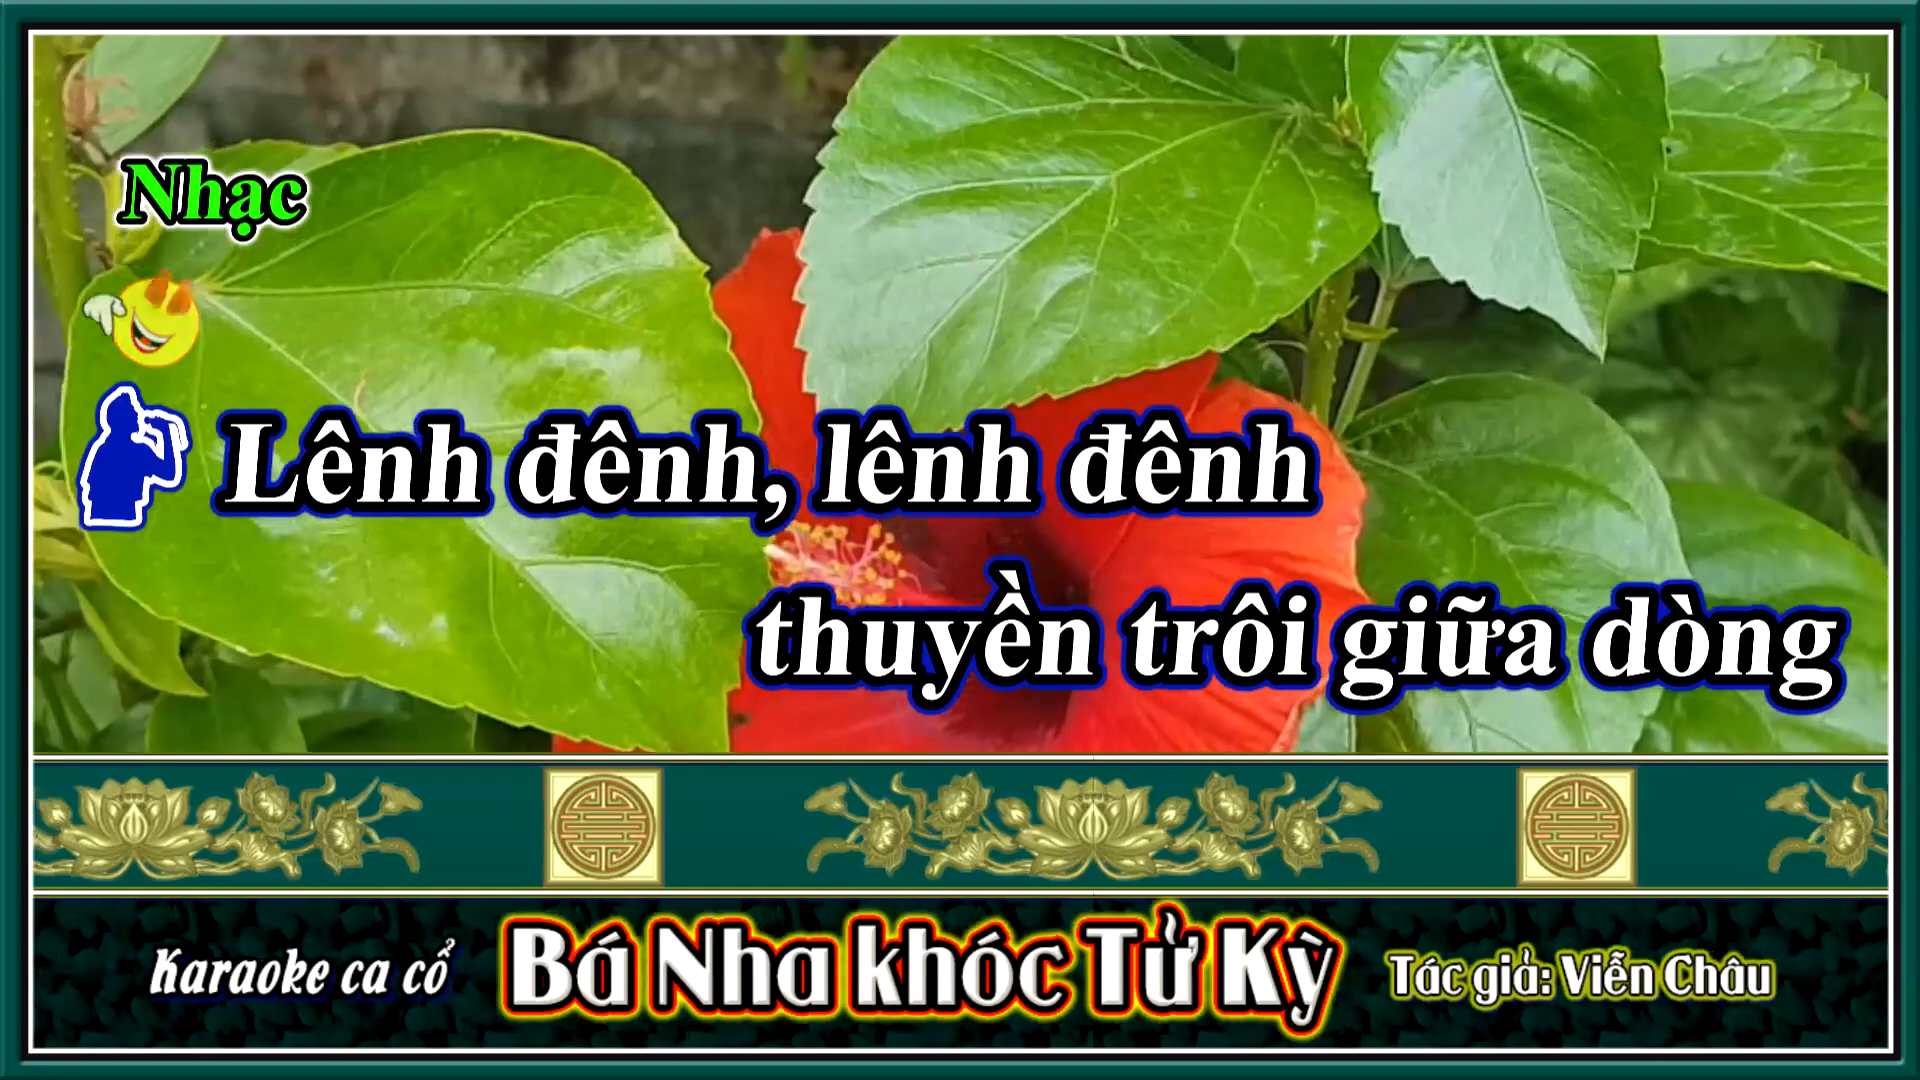 Nhạc
Lênh đênh, lênh đênh
thuyền trôi giữa dòng
Karaoke ca cổ Bá Nha khóc Tử Kỳ Tác giả: Viễn Châu